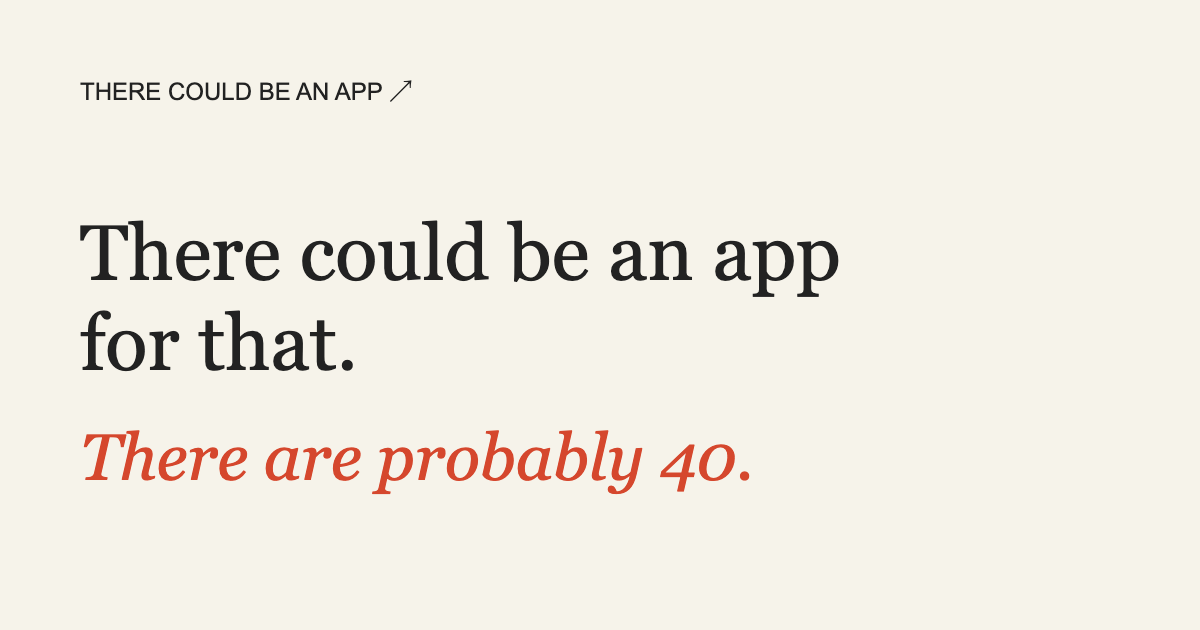 THERE COULD BE AN APP ↗
There could be an app
for that.
There are probably 40.